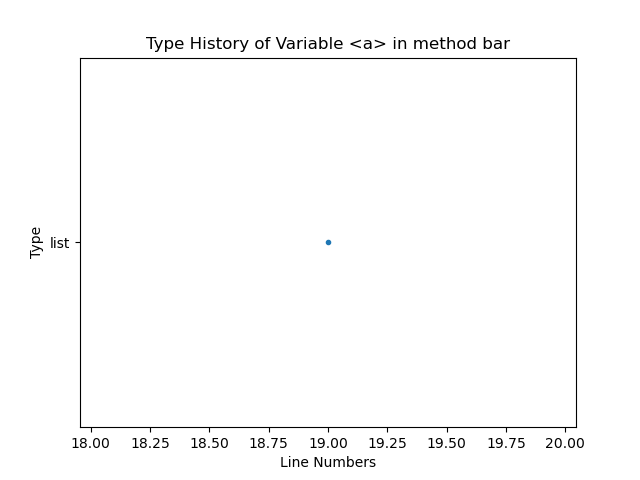 Type History of Variable <a> in method bar
Type
list
18.00 18.25 18.50 18.75 19.00 19.25 19.50 19.75 20.00
Line Numbers